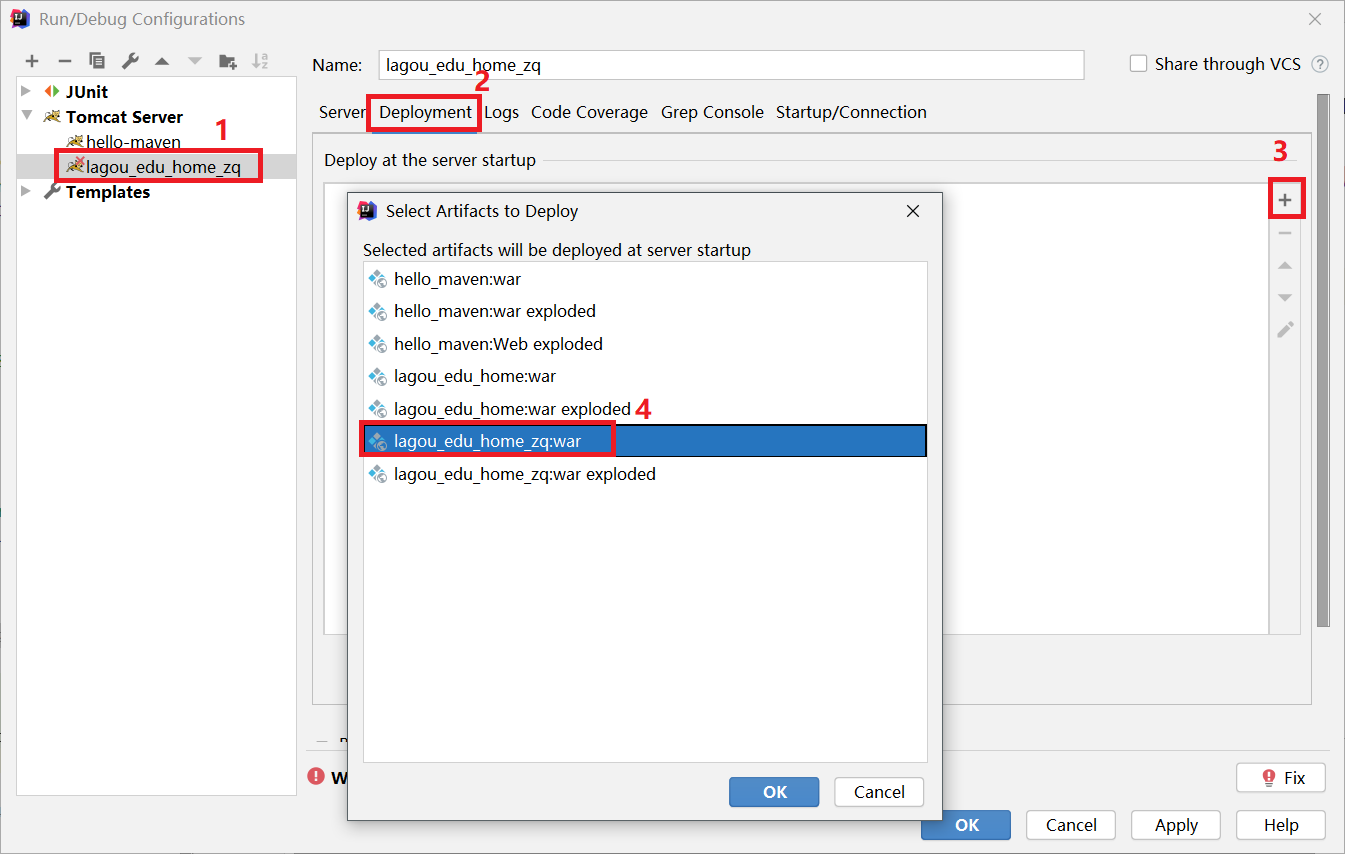 Run/Debug Configurations
Name: lagou_edu_home_zq
Share through VCS ?
JUnit
Tomcat Server
1
hello-maven
lagou_edu_home_zq
Templates
2
Server Deployment Logs Code Coverage Grep Console Startup/Connection
Deploy at the server startup
3
Select Artifacts to Deploy
Selected artifacts will be deployed at server startup
hello_maven:war
hello_maven:war exploded
hello_maven:Web exploded
lagou_edu_home:war
lagou_edu_home:war exploded
4
lagou_edu_home_zq:war
lagou_edu_home_zq:war exploded
OK Cancel
W
Fix
OK Cancel Apply Help